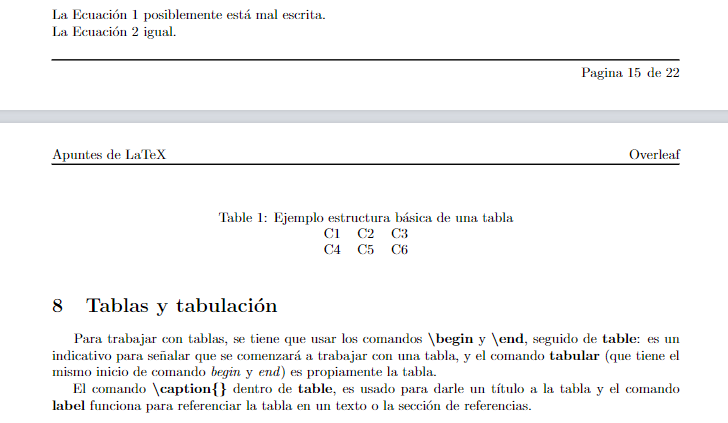 La Ecuación 1 posiblemente está mal escrita.
La Ecuación 2 igual.
Pagina 15 de 22
Apuntes de LaTeX Overleaf
Table 1: Ejemplo estructura básica de una tabla
C1 C2 C3
C4 C5 C6
8 Tablas y tabulación
Para trabajar con tablas, se tiene que usar los comandos \begin y \end, seguido de table: es un
indicativo para señalar que se comenzará a trabajar con una tabla, y el comando tabular (que tiene el
mismo inicio de comando begin y end) es propiamente la tabla.
El comando \caption{} dentro de table, es usado para darle un título a la tabla y el comando
label funciona para referenciar la tabla en un texto o la sección de referencias.